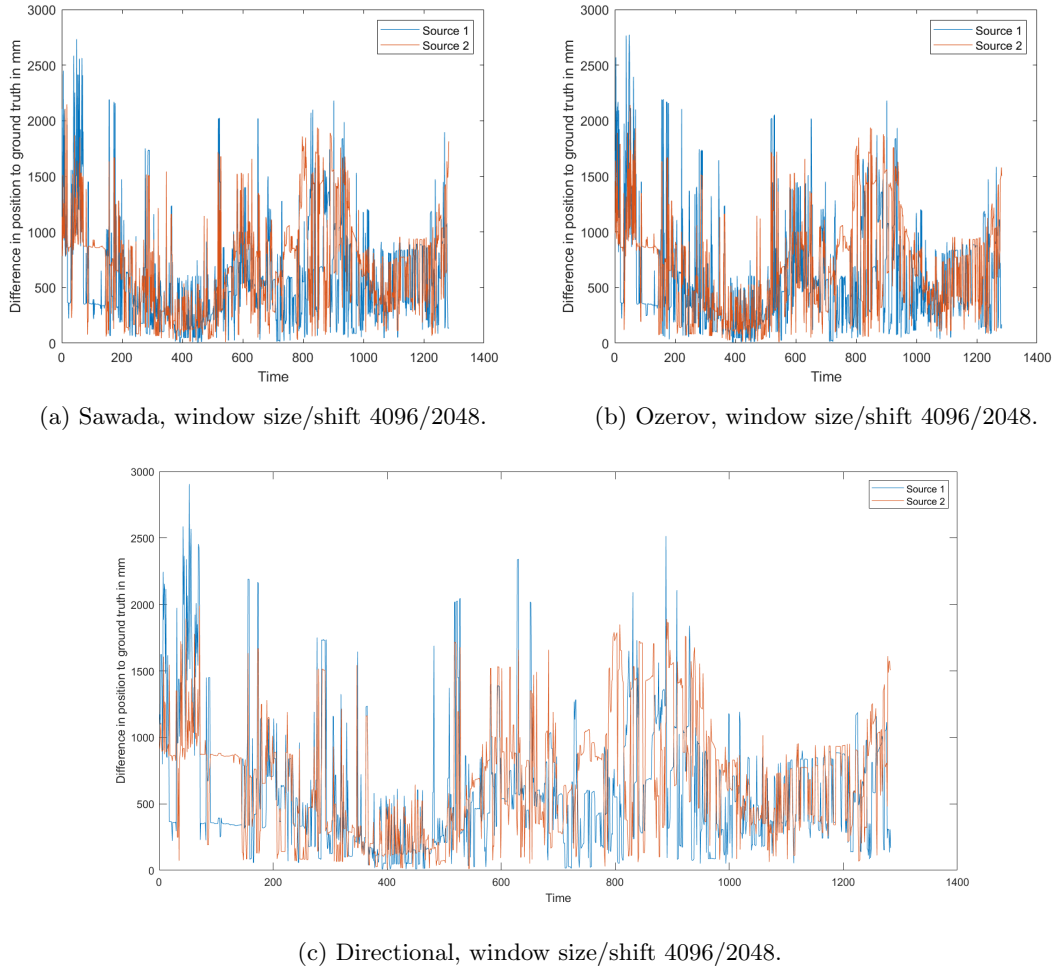 3000
2500
2000
1500
1000
500
0
Difference in position to ground truth in mm
Source 1
Source 2
0 200 400 600 800 1000 1200 1400
Time
(a) Sawada, window size/shift 4096/2048.
3000
2500
2000
1500
1000
500
0
Difference in position to ground truth in mm
Source 1
Source 2
0 200 400 600 800 1000 1200 1400
Time
(b) Ozerov, window size/shift 4096/2048.
3000
2500
2000
1500
1000
500
0
Difference in position to ground truth in mm
Source 1
Source 2
0 200 400 600 800 1000 1200 1400
Time
(c) Directional, window size/shift 4096/2048.